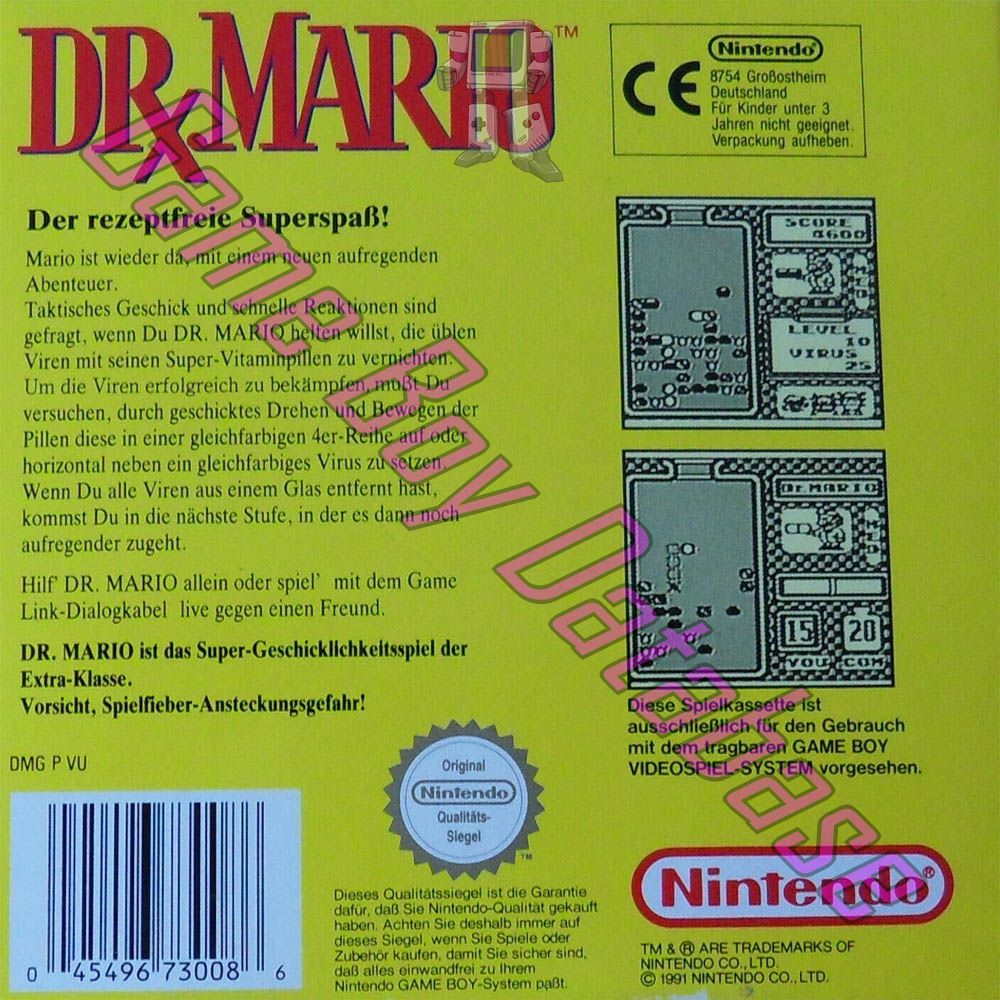 DR. MARIO™
Nintendo®
8754 Großostheim
Deutschland
Für Kinder unter 3
Jahren nicht geeignet.
Verpackung aufheben.
CE
Der rezeptfreie Superspaß!
Mario ist wieder da, mit einem neuen aufregenden
Abenteuer.
Taktisches Geschick und schnelle Reaktionen sind
gefragt, wenn Du DR. MARIO helfen willst, die üblen
Viren mit seinen Super-Vitaminpillen zu vernichten.
Um die Viren erfolgreich zu bekämpfen, mußt Du
versuchen, durch geschicktes Drehen und Bewegen der
Pillen diese in einer gleichfarbigen 4er-Reihe auf oder
horizontal neben ein gleichfarbiges Virus zu setzen.
Wenn Du alle Viren aus einem Glas entfernt hast,
kommst Du in die nächste Stufe, in der es dann noch
aufregender zugeht.
Hilf' DR. MARIO allein oder spiel' mit dem Game
Link-Dialogkabel live gegen einen Freund.
DR. MARIO ist das Super-Geschicklichkeitsspiel der
Extra-Klasse.
Vorsicht, Spielfieber-Ansteckungsgefahr!
SCORE
4600
LEVEL
10
VIRUS
25
Dr. MARIO
15 20
YOU COM
Diese Spielkassette ist
ausschließlich für den Gebrauch
mit dem tragbaren GAME BOY
VIDEOSPIEL-SYSTEM vorgesehen.
DMG P VU
0 45496 73008 6
Original
Nintendo
Qualitäts-
Siegel
™
Dieses Qualitätssiegel ist die Garantie
dafür, daß Sie Nintendo-Qualität gekauft
haben. Achten Sie deshalb immer auf
dieses Siegel, wenn Sie Spiele oder
Zubehör kaufen, damit Sie sicher sind,
daß alles einwandfrei zu Ihrem
Nintendo GAME BOY-System paßt.
Nintendo®
TM & ® ARE TRADEMARKS OF
NINTENDO CO., LTD.
© 1991 NINTENDO CO., LTD.
Game Boy Database